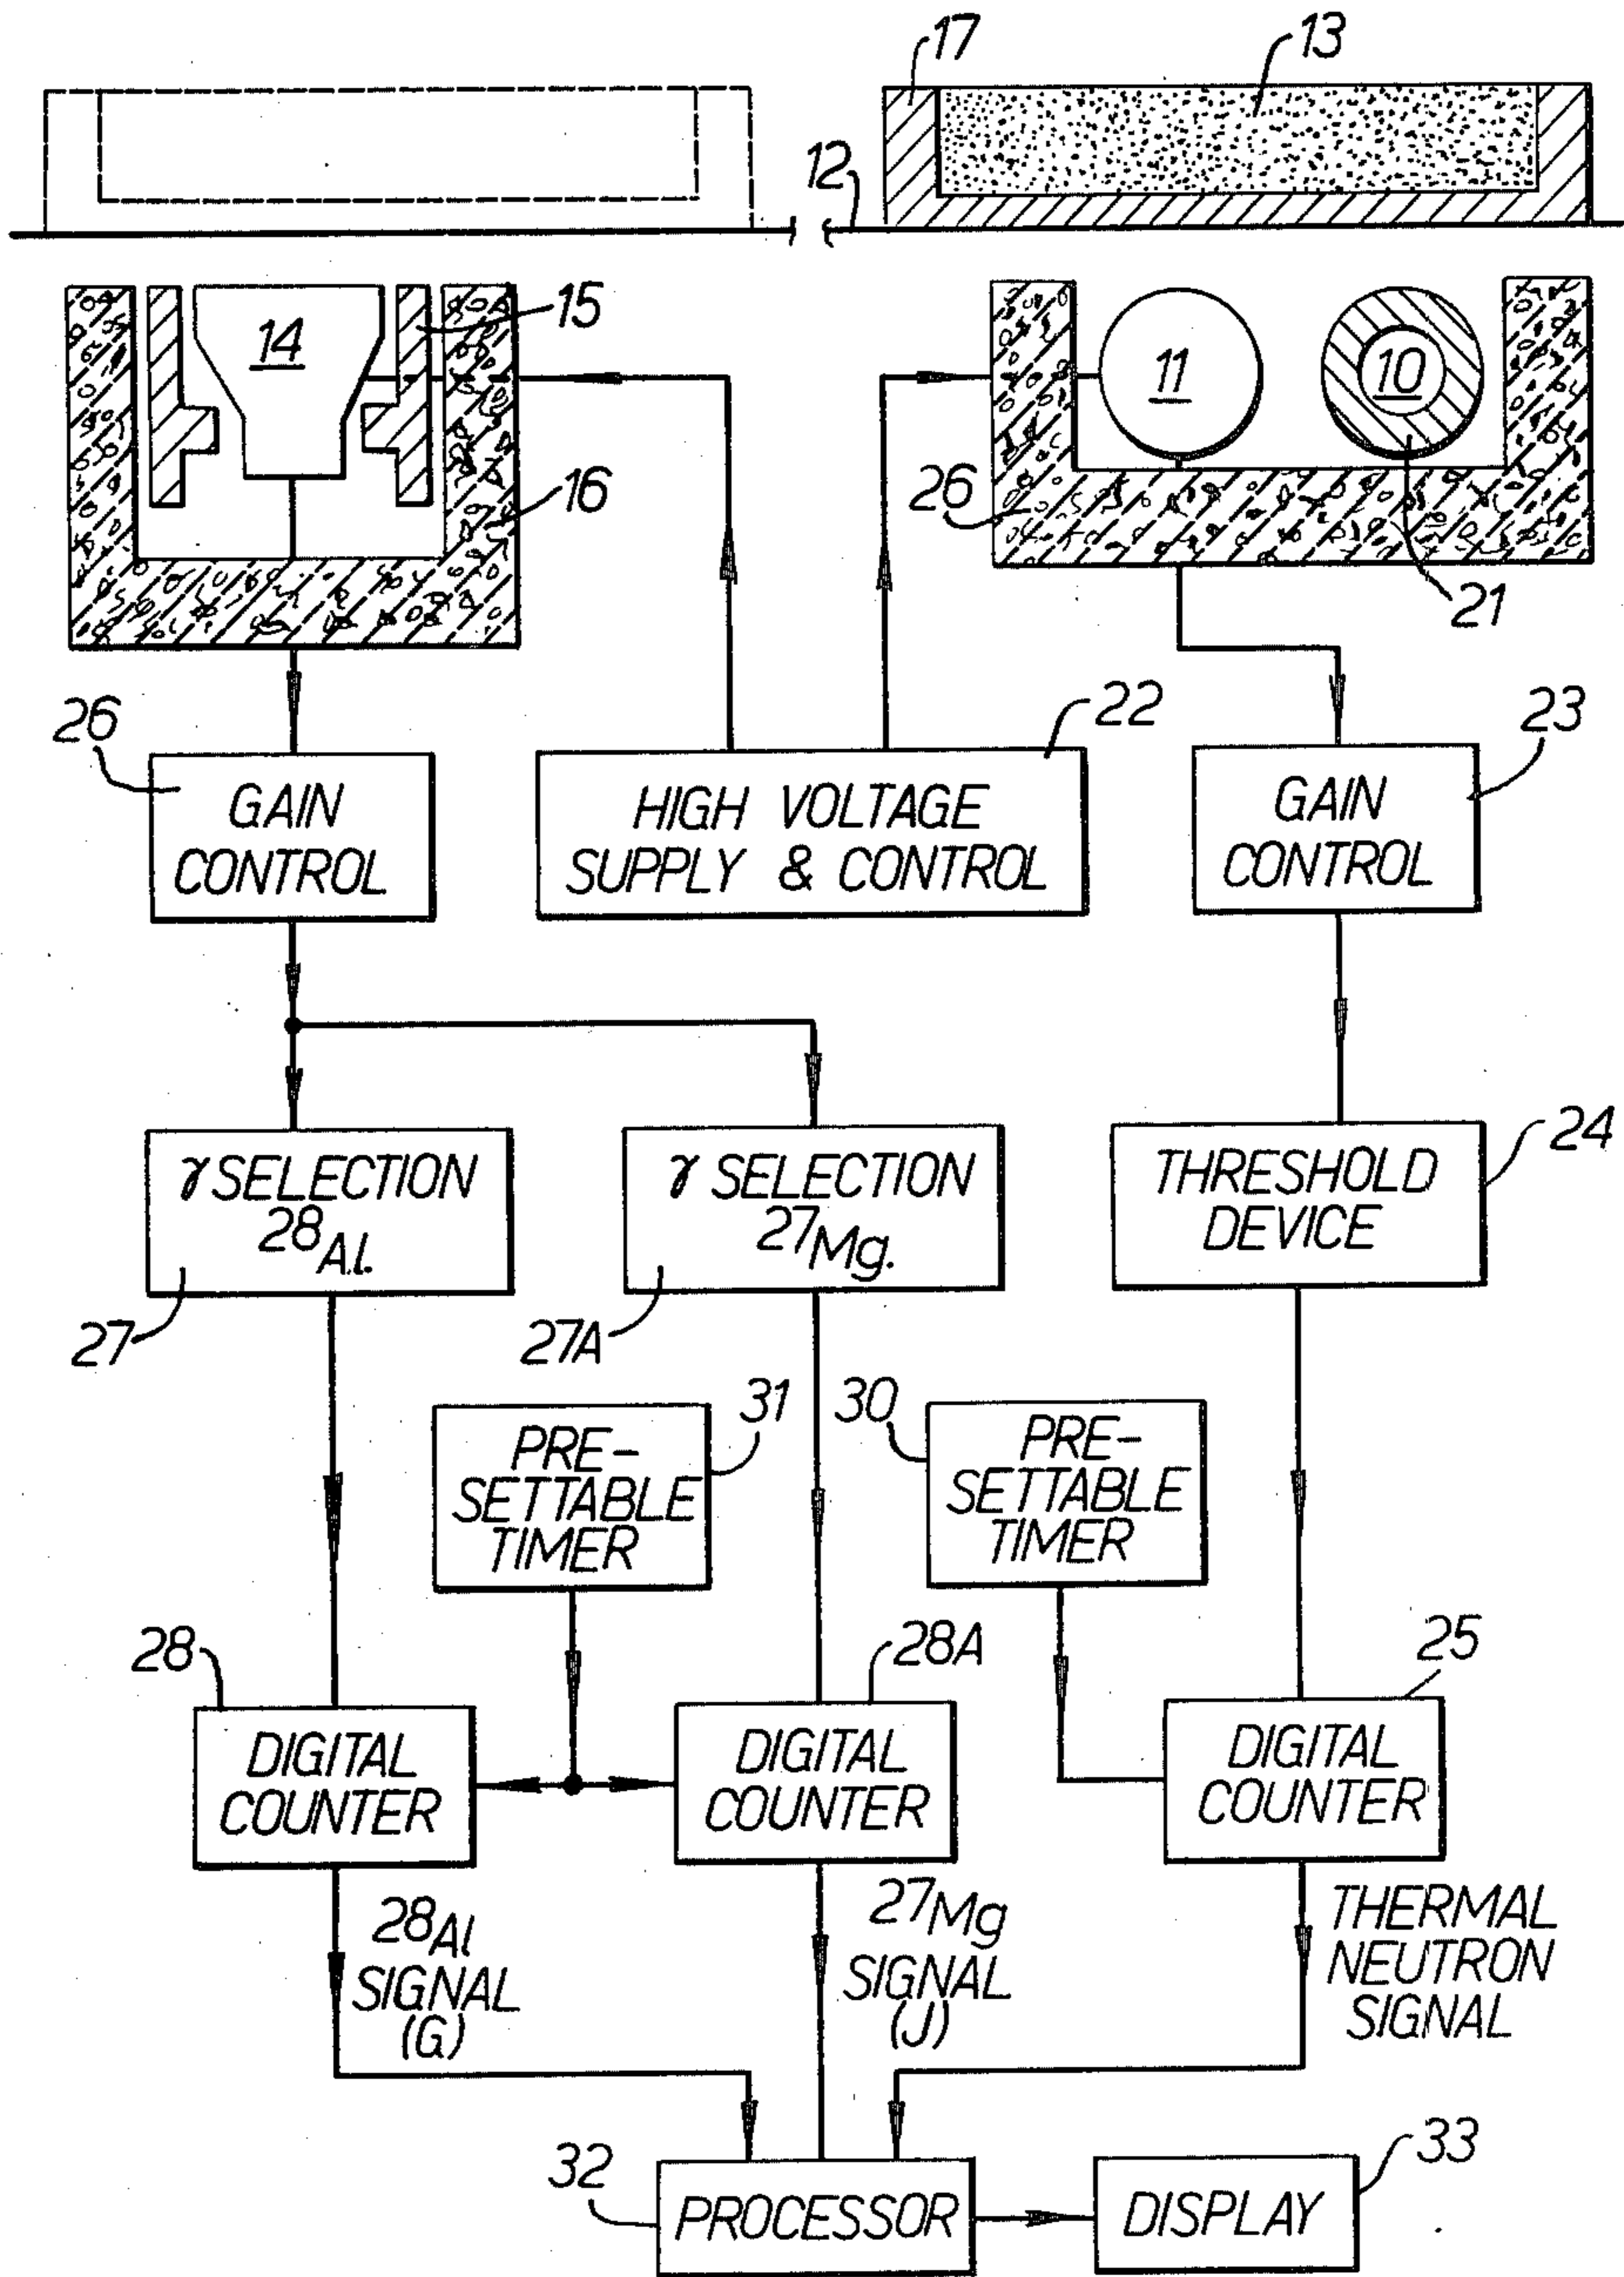 17
13
12
14
15
11
10
16
26
21
26
22
23
GAIN
CONTROL
HIGH VOLTAGE
SUPPLY & CONTROL
GAIN
CONTROL
γ SELECTION
28Al.
27
γ SELECTION
27Mg.
27A
THRESHOLD
DEVICE
24
PRE-
SETTABLE
TIMER
31
30
PRE-
SETTABLE
TIMER
28
28A
25
DIGITAL
COUNTER
DIGITAL
COUNTER
DIGITAL
COUNTER
28Al
SIGNAL
(G)
27Mg
SIGNAL
(J)
THERMAL
NEUTRON
SIGNAL
32
PROCESSOR
DISPLAY
33